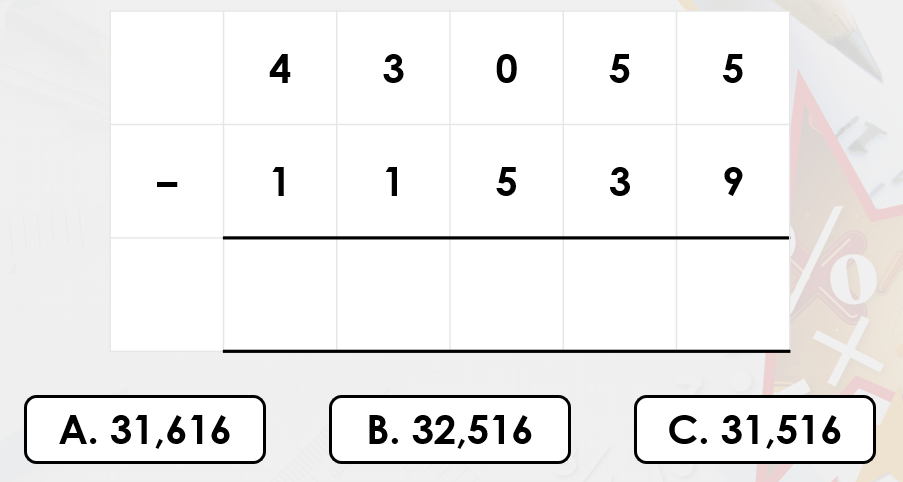 4 3 0 5 5
– 1 1 5 3 9
A. 31,616
B. 32,516
C. 31,516